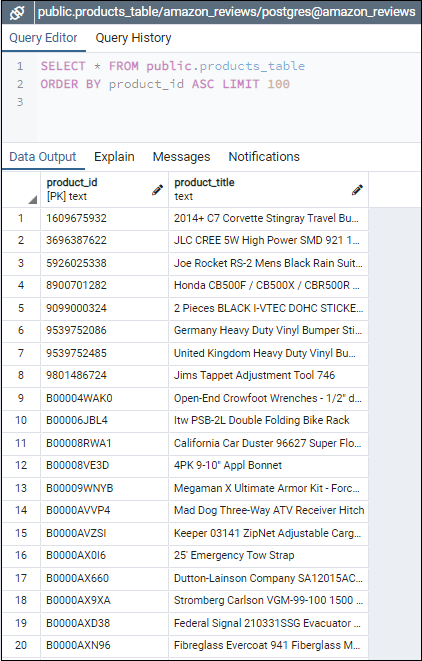 public.products_table/amazon_reviews/postgres@amazon_reviews
Query Editor Query History
1 SELECT * FROM public.products_table
2 ORDER BY product_id ASC LIMIT 100
3
Data Output Explain Messages Notifications
product_id product_title
[PK] text text
1 1609675932 2014+ C7 Corvette Stingray Travel Bu...
2 3696387622 JLC CREE 5W High Power SMD 921 1...
3 5926025338 Joe Rocket RS-2 Mens Black Rain Suit...
4 8900701282 Honda CB500F / CB500X / CBR500R ...
5 9099000324 2 Pieces BLACK I-VTEC DOHC STICKE...
6 9539752086 Germany Heavy Duty Vinyl Bumper Sti...
7 9539752485 United Kingdom Heavy Duty Vinyl Bu...
8 9801486724 Jims Tappet Adjustment Tool 746
9 B00004WAK0 Open-End Crowfoot Wrenches - 1/2" d...
10 B00006JBL4 Itw PSB-2L Double Folding Bike Rack
11 B00008RWA1 California Car Duster 96627 Super Flo...
12 B00008VE3D 4PK 9-10" Appl Bonnet
13 B00009WNYB Megaman X Ultimate Armor Kit - Forc...
14 B0000AVVP4 Mad Dog Three-Way ATV Receiver Hitch
15 B0000AVZSI Keeper 03141 ZipNet Adjustable Carg...
16 B0000AX0I6 25' Emergency Tow Strap
17 B0000AX660 Dutton-Lainson Company SA12015AC...
18 B0000AX9XA Stromberg Carlson VGM-99-100 1500 ...
19 B0000AXD38 Federal Signal 210331SSG Evacuator ...
20 B0000AXN96 Fibreglass Evercoat 941 Fiberglass M...